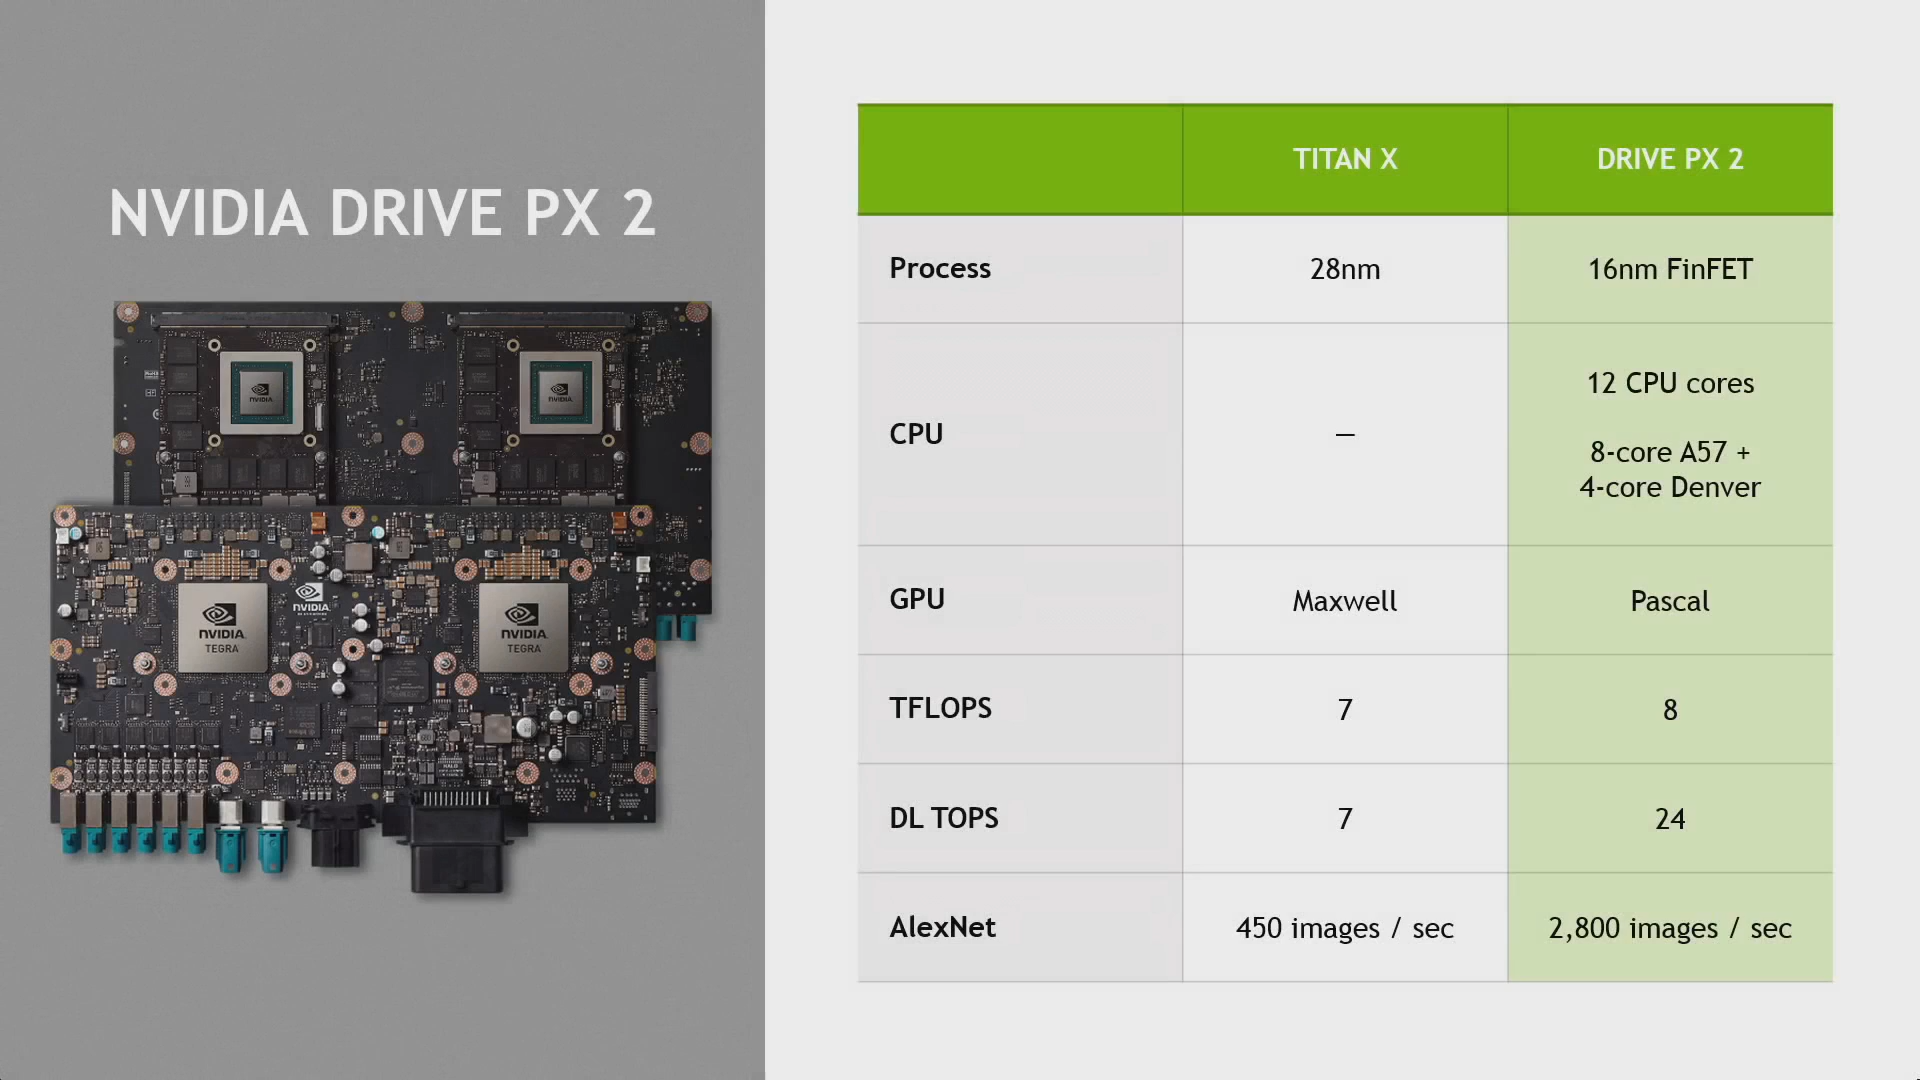 NVIDIA DRIVE PX 2
NVIDIA
NVIDIA
NVIDIA
NVIDIA
TEGRA
NVIDIA
TEGRA
TITAN X DRIVE PX 2
Process 28nm 16nm FinFET
CPU — 12 CPU cores
8-core A57 +
4-core Denver
GPU Maxwell Pascal
TFLOPS 7 8
DL TOPS 7 24
AlexNet 450 images / sec 2,800 images / sec